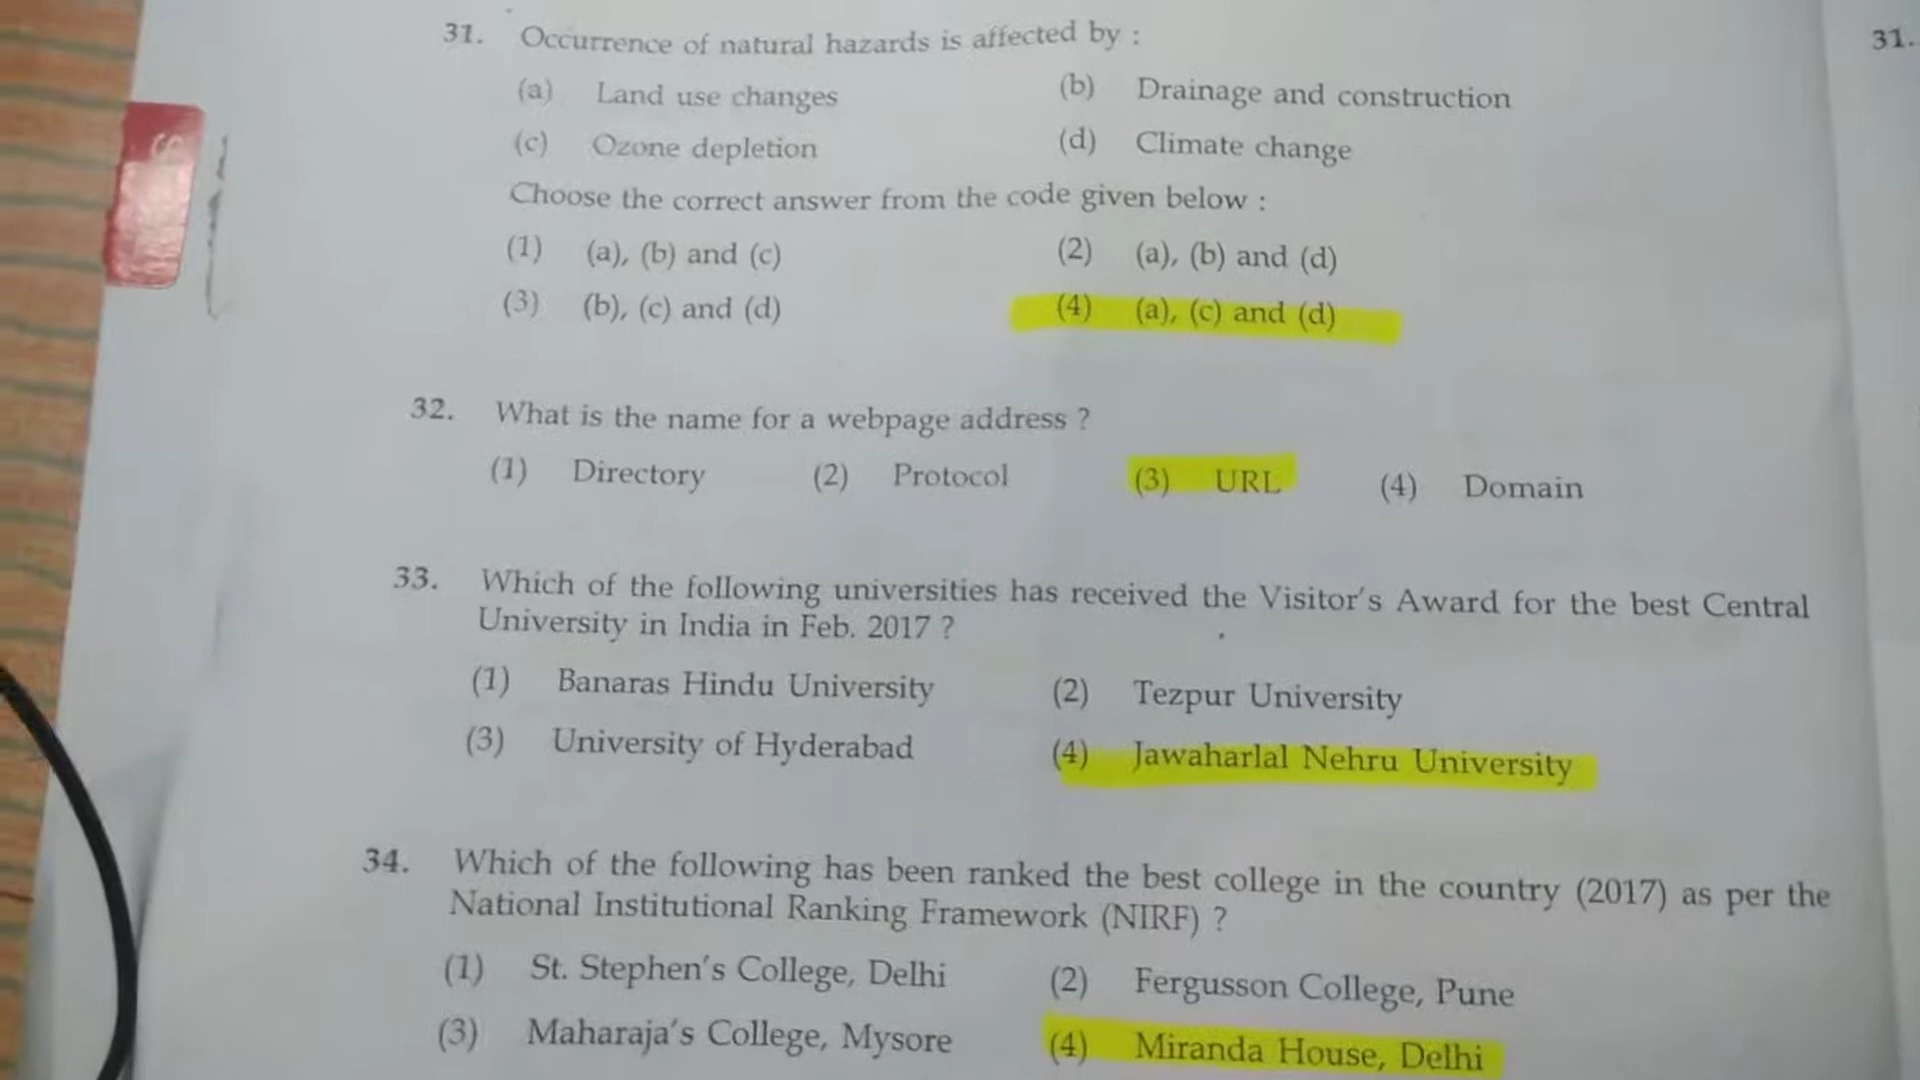 31. Occurrence of natural hazards is affected by :
31.
(a) Land use changes (b) Drainage and construction
(c) Ozone depletion (d) Climate change
Choose the correct answer from the code given below :
(1) (a), (b) and (c) (2) (a), (b) and (d)
(3) (b), (c) and (d) (4) (a), (c) and (d)
32. What is the name for a webpage address ?
(1) Directory (2) Protocol (3) URL (4) Domain
33. Which of the following universities has received the Visitor's Award for the best Central
University in India in Feb. 2017 ?
(1) Banaras Hindu University (2) Tezpur University
(3) University of Hyderabad (4) Jawaharlal Nehru University
34. Which of the following has been ranked the best college in the country (2017) as per the
National Institutional Ranking Framework (NIRF) ?
(1) St. Stephen's College, Delhi (2) Fergusson College, Pune
(3) Maharaja's College, Mysore (4) Miranda House, Delhi